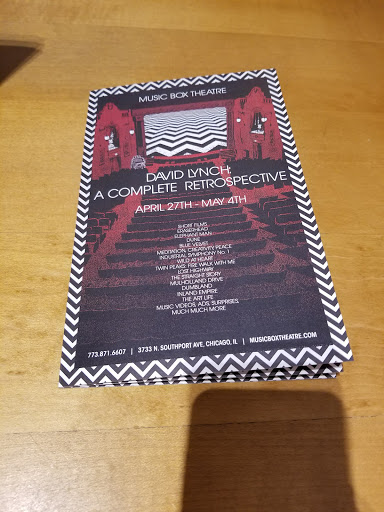 MUSIC BOX THEATRE
DAVID LYNCH:
A COMPLETE RETROSPECTIVE
APRIL 27TH - MAY 4TH
SHORT FILMS
ERASERHEAD
ELEPHANT MAN
DUNE
BLUE VELVET
MEDITATION, CREATIVITY, PEACE
INDUSTRIAL SYMPHONY No. 1
WILD AT HEART
TWIN PEAKS: FIRE WALK WITH ME
LOST HIGHWAY
THE STRAIGHT STORY
MULHOLLAND DRIVE
DUMBLAND
INLAND EMPIRE
THE ART LIFE
MUSIC VIDEOS, ADS, SURPRISES,
MUCH MUCH MORE
773.871.6607 | 3733 N. SOUTHPORT AVE, CHICAGO, IL | MUSICBOXTHEATRE.COM